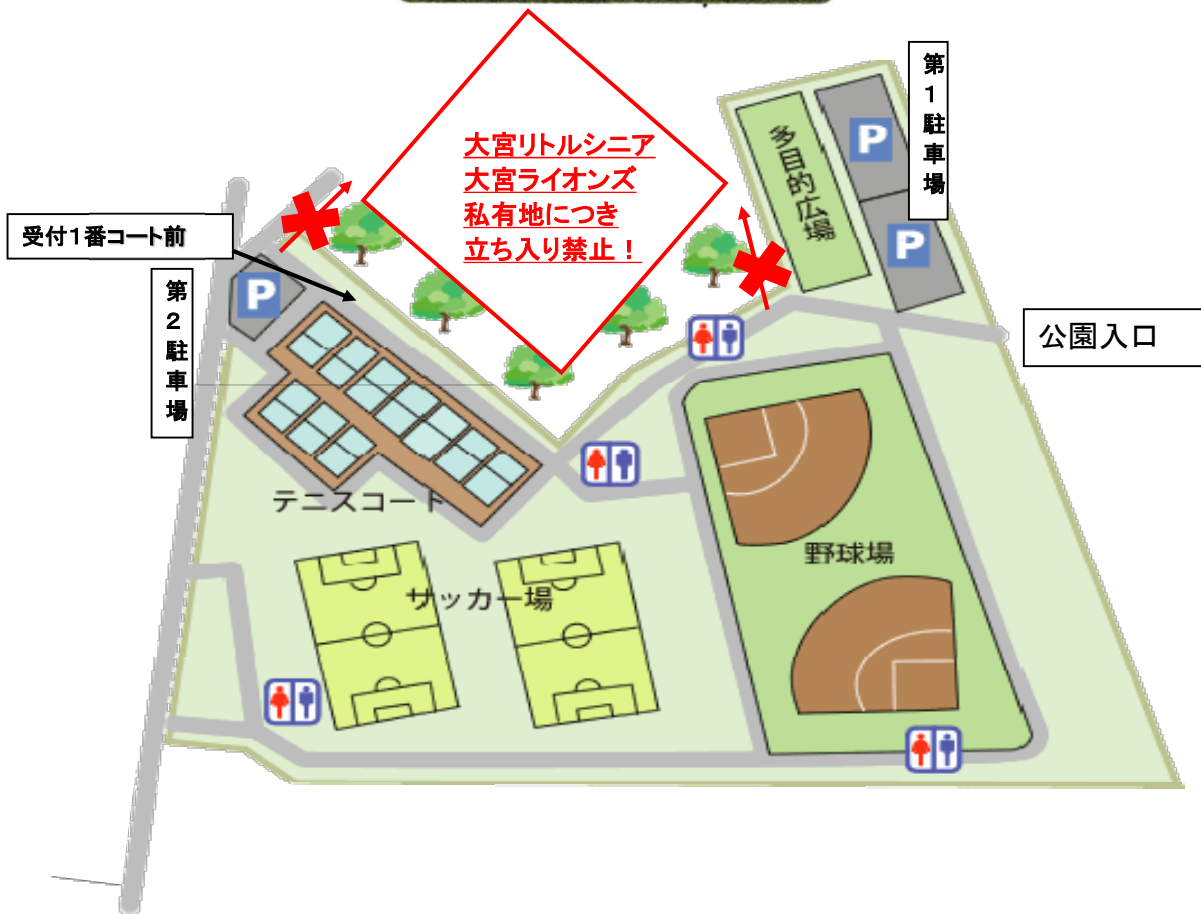 大宮リトルシニア
大宮ライオンズ
私有地につき
立ち入り禁止！
第1駐車場
P
P
多目的広場
受付1番コート前
P
第2駐車場
公園入口
テニスコート
サッカー場
野球場